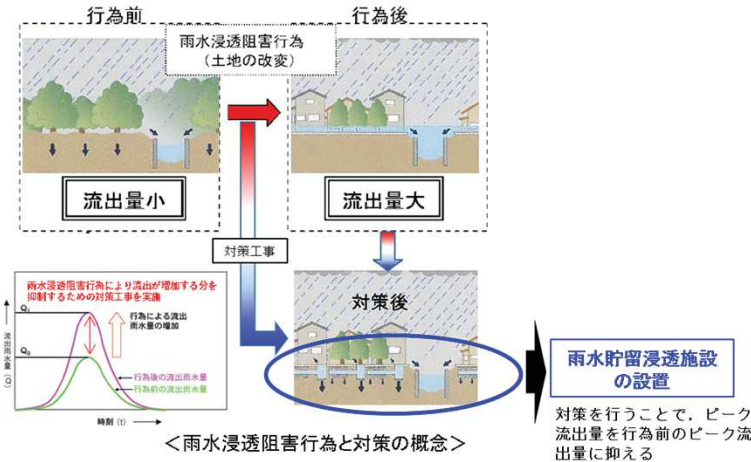 行為前
行為後
雨水浸透阻害行為
（土地の改変）
流出量小
流出量大
対策工事
対策後
雨水浸透阻害行為により流出が増加する分を
抑制するための対策工事を実施
行為による流出
雨水量の増加
流出雨水量（Q）
Q₁
Q₀
行為後の流出雨水量
行為前の流出雨水量
時刻（t）
雨水貯留浸透施設
の設置
対策を行うことで，ピーク
流出量を行為前のピーク流
出量に抑える
＜雨水浸透阻害行為と対策の概念＞